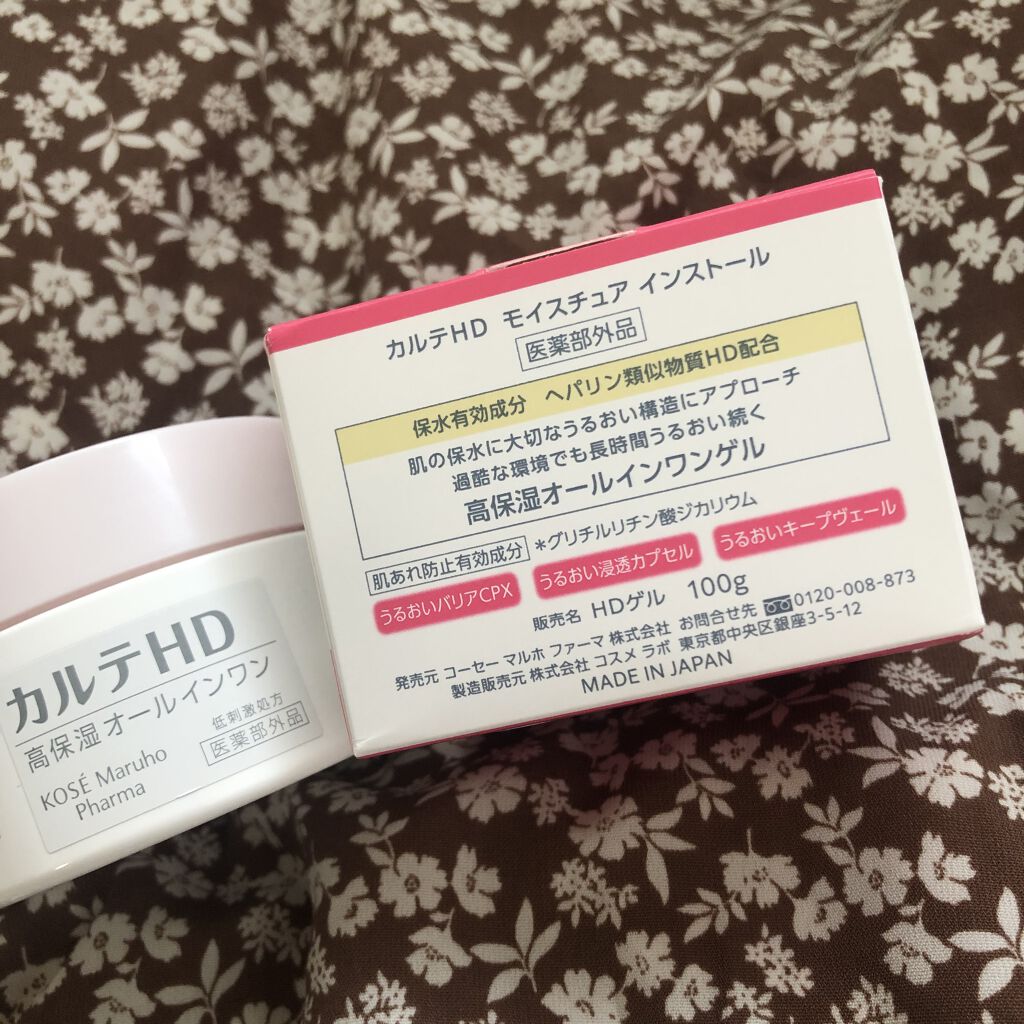 カルテHD モイスチュア インストール
医薬部外品
保水有効成分 ヘパリン類似物質HD配合
肌の保水に大切なうるおい構造にアプローチ
過酷な環境でも長時間うるおい続く
高保湿オールインワンゲル
肌あれ防止有効成分 *グリチルリチン酸ジカリウム
うるおいバリアCPX うるおい浸透カプセル うるおいキープヴェール
販売名 HDゲル 100g
発売元 コーセー マルホ ファーマ 株式会社 お問合せ先 0120-008-873
製造販売元 株式会社 コスメ ラボ 東京都中央区銀座3-5-12
MADE IN JAPAN
カルテHD
高保湿オールインワン
低刺激処方
医薬部外品
KOSÉ Maruho
Pharma